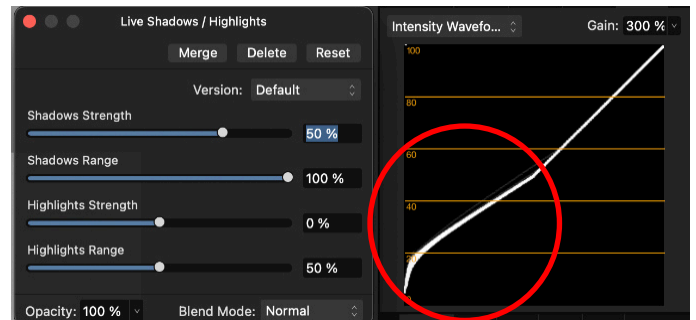 Live Shadows / Highlights
Merge Delete Reset
Version: Default
Shadows Strength
50 %
Shadows Range
100 %
Highlights Strength
0 %
Highlights Range
50 %
Opacity: 100 % Blend Mode: Normal
Intensity Wavefo... Gain: 300 %
100
80
60
40
20
0